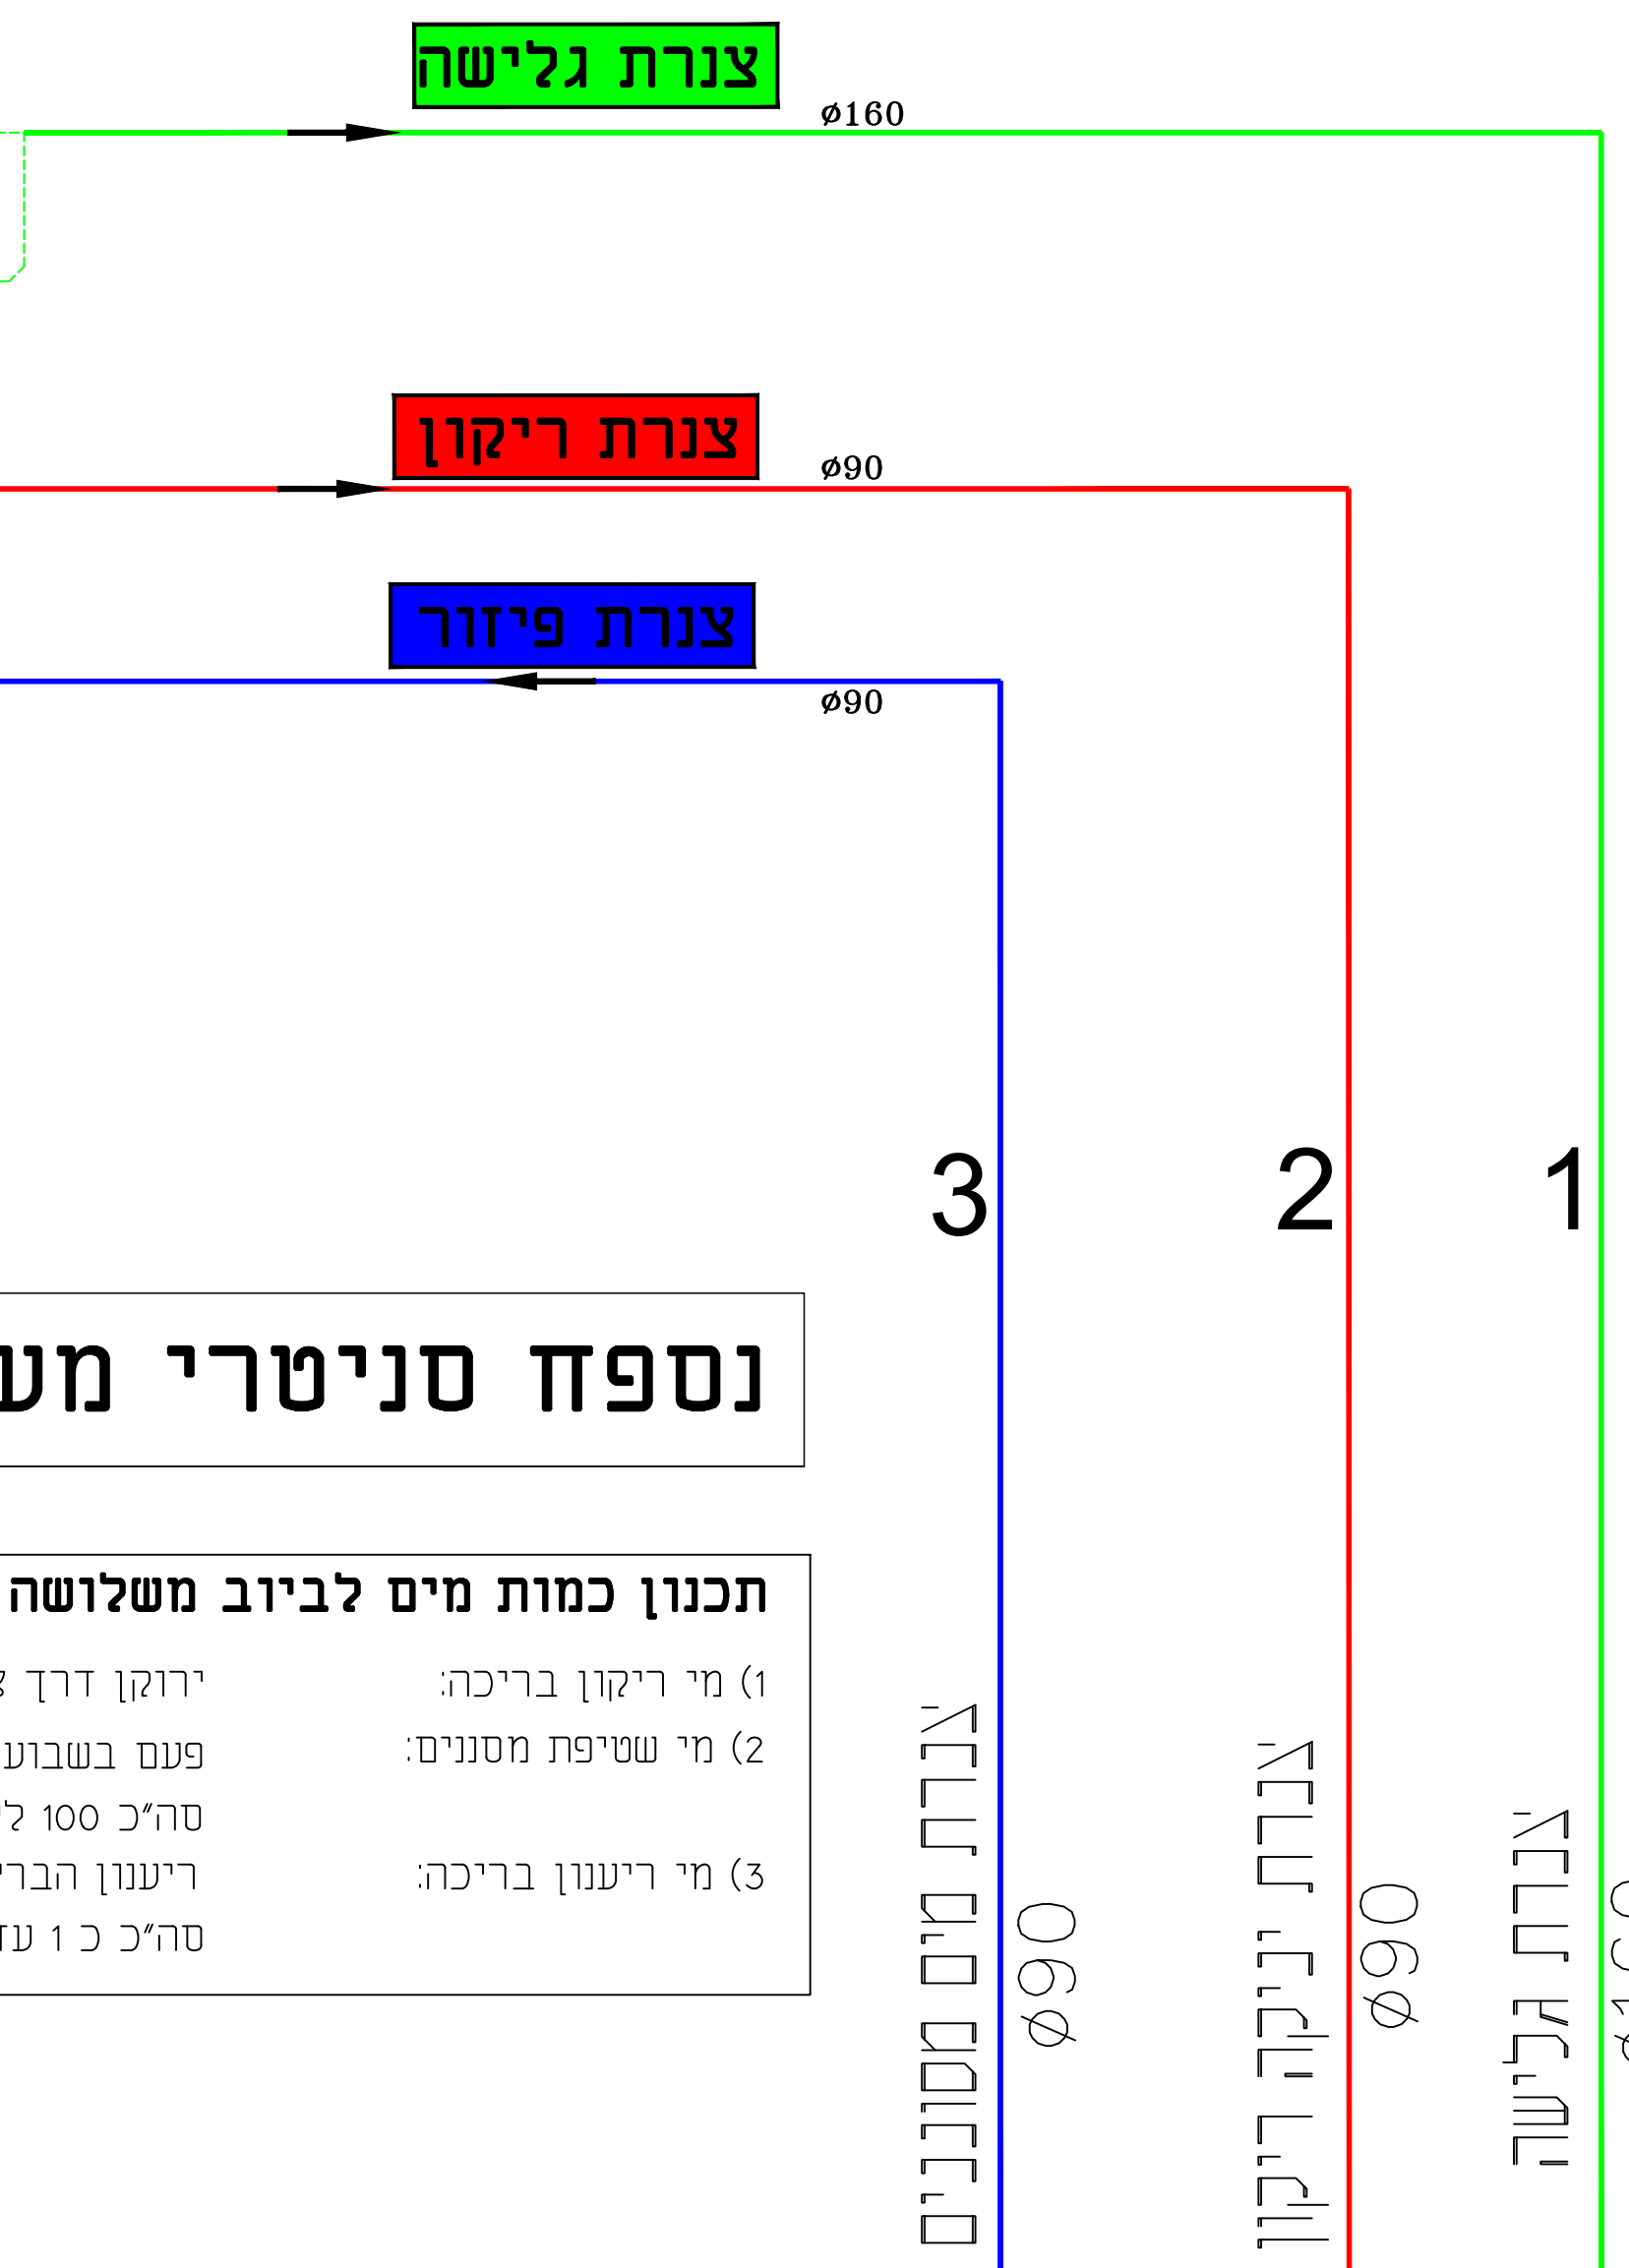 צנרת גלישה
ø160
צנרת ריקון
ø90
צנרת פיזור
ø90
3
2
1
נספח סניטרי
תכנון כמות מים לביוב משלושה
1) מי ריקון בריכה: ירוקן דרך
2) מי שטיפת מסננים: פעם בשבוע
סה"כ 100
3) מי ריענון בריכה: ריענון
סה"כ כ 1
צנרת מים מסוננים
ø90
צנרת יניקה ריקון
ø90
צנרת גלישה